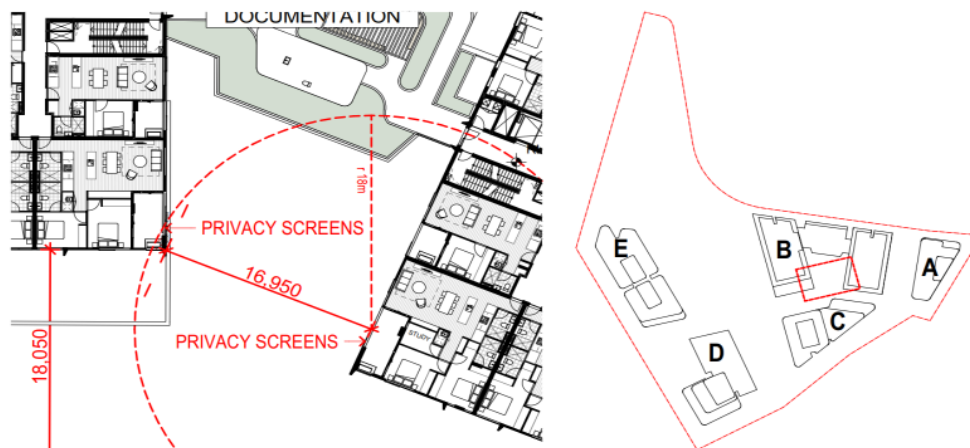 DOCUMENTATION
r 18m
PRIVACY SCREENS
16,950
PRIVACY SCREENS
STUDY
18,050
E
B
A
C
D